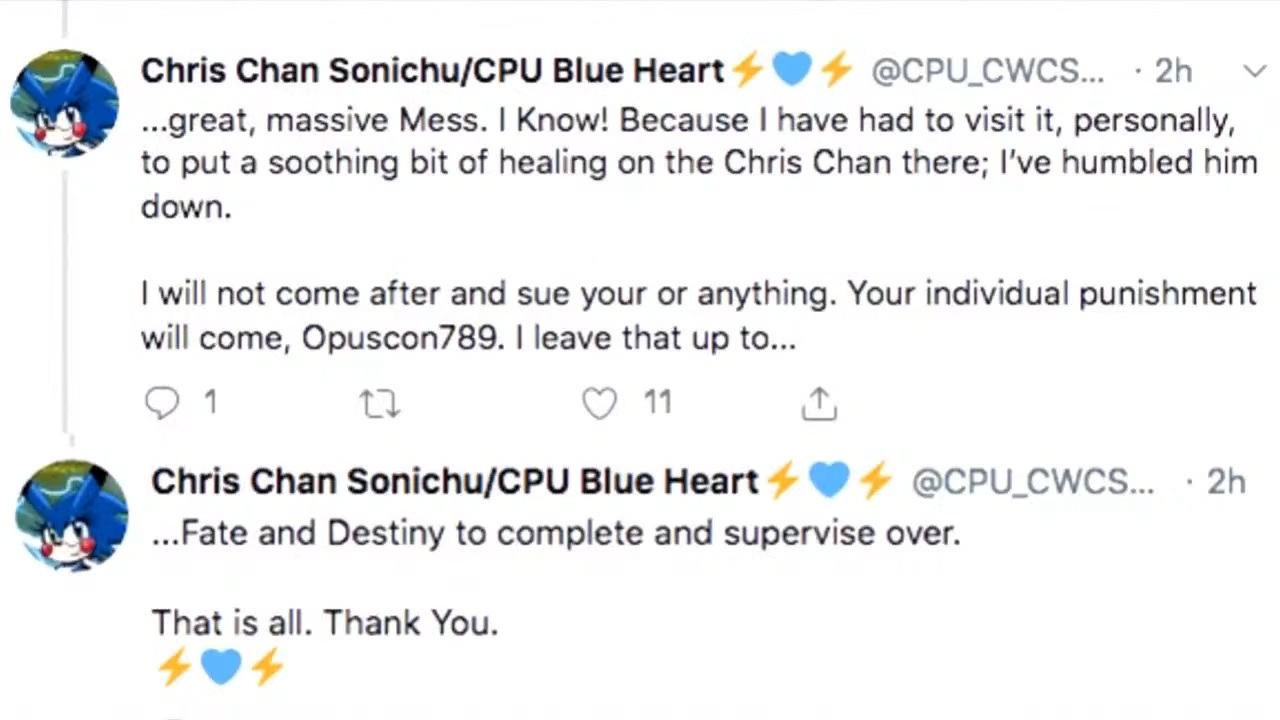 Chris Chan Sonichu/CPU Blue Heart⚡💙⚡ @CPU_CWCS... · 2h
...great, massive Mess. I Know! Because I have had to visit it, personally,
to put a soothing bit of healing on the Chris Chan there; I've humbled him
down.
I will not come after and sue your or anything. Your individual punishment
will come, Opuscon789. I leave that up to...
1 11
Chris Chan Sonichu/CPU Blue Heart⚡💙⚡ @CPU_CWCS... · 2h
...Fate and Destiny to complete and supervise over.
That is all. Thank You.
⚡💙⚡